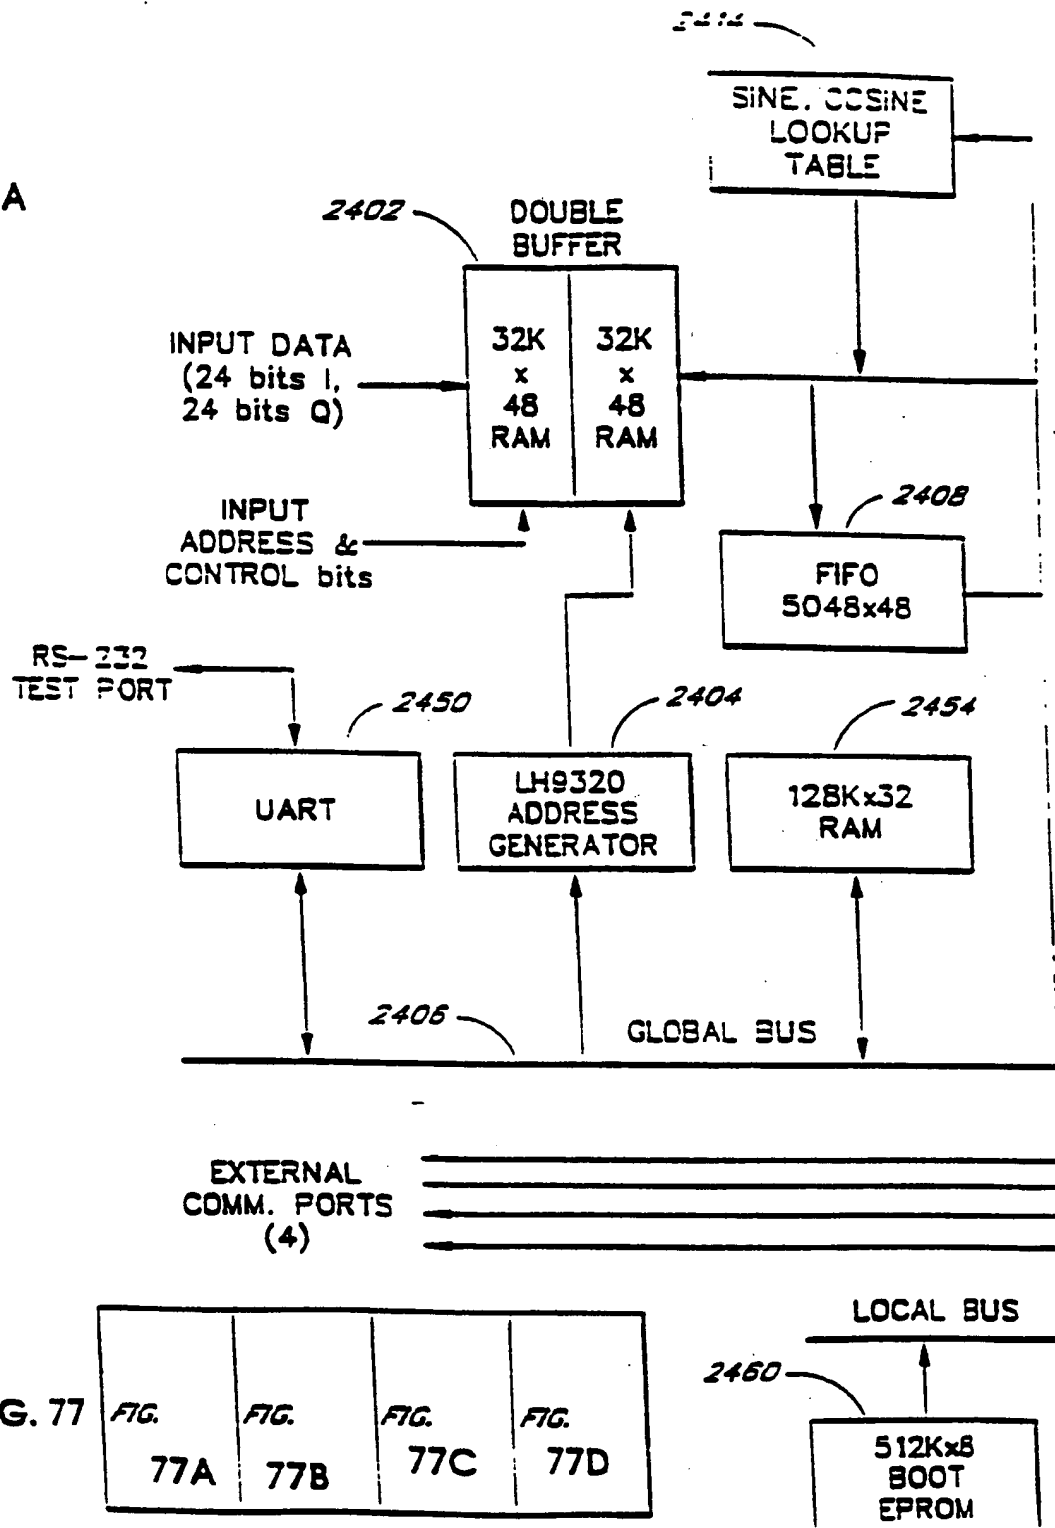 SINE, COSINE
LOOKUP
TABLE
A
2402
DOUBLE
BUFFER
INPUT DATA
(24 bits I,
24 bits Q)
32K
x
48
RAM
32K
x
48
RAM
INPUT
ADDRESS &
CONTROL bits
2408
FIFO
5048x48
RS-232
TEST PORT
2450
2404
2454
UART
LH9320
ADDRESS
GENERATOR
128Kx32
RAM
2406
GLOBAL BUS
EXTERNAL
COMM. PORTS
(4)
LOCAL BUS
2460
512Kx8
BOOT
EPROM
G. 77
FIG.
77A
FIG.
77B
FIG.
77C
FIG.
77D